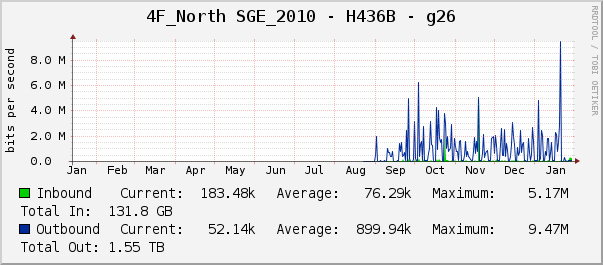 4F_North SGE_2010 - H436B - g26
RRDTOOL / TOBI OETIKER
bits per second
8.0 M
6.0 M
4.0 M
2.0 M
0.0
Jan Feb Mar Apr May Jun Jul Aug Sep Oct Nov Dec Jan
Inbound Current: 183.48k Average: 76.29k Maximum: 5.17M
Total In: 131.8 GB
Outbound Current: 52.14k Average: 899.94k Maximum: 9.47M
Total Out: 1.55 TB